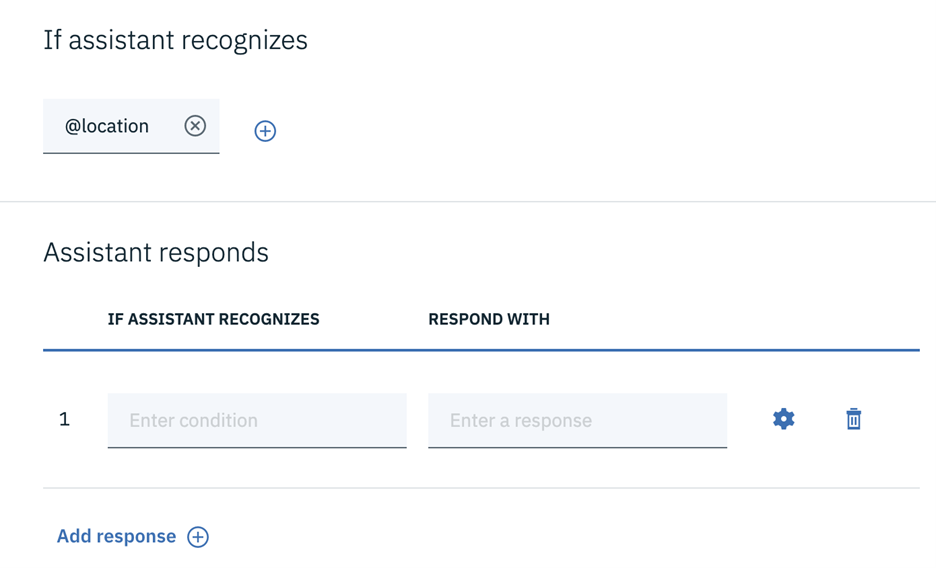 If assistant recognizes
@location
Assistant responds
IF ASSISTANT RECOGNIZES RESPOND WITH
1 Enter condition Enter a response
Add response